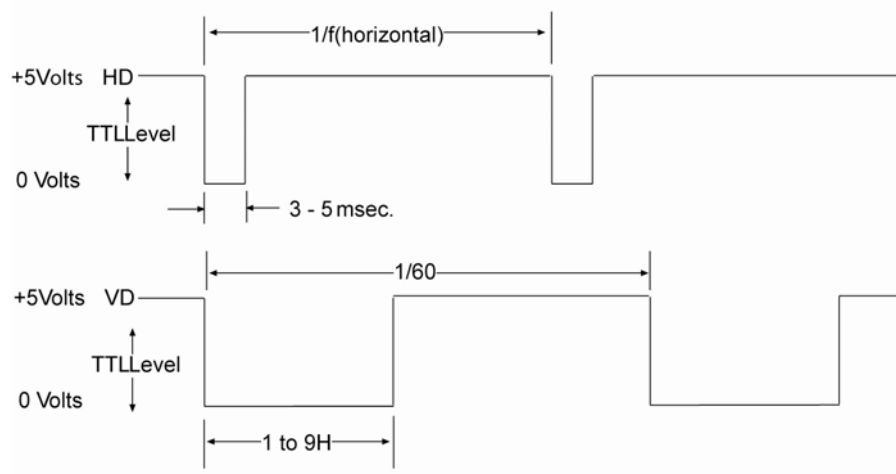 1/f(horizontal)
+5Volts HD
TTLLevel
0 Volts
3 - 5 msec.
1/60
+5Volts VD
TTLLevel
0 Volts
1 to 9H